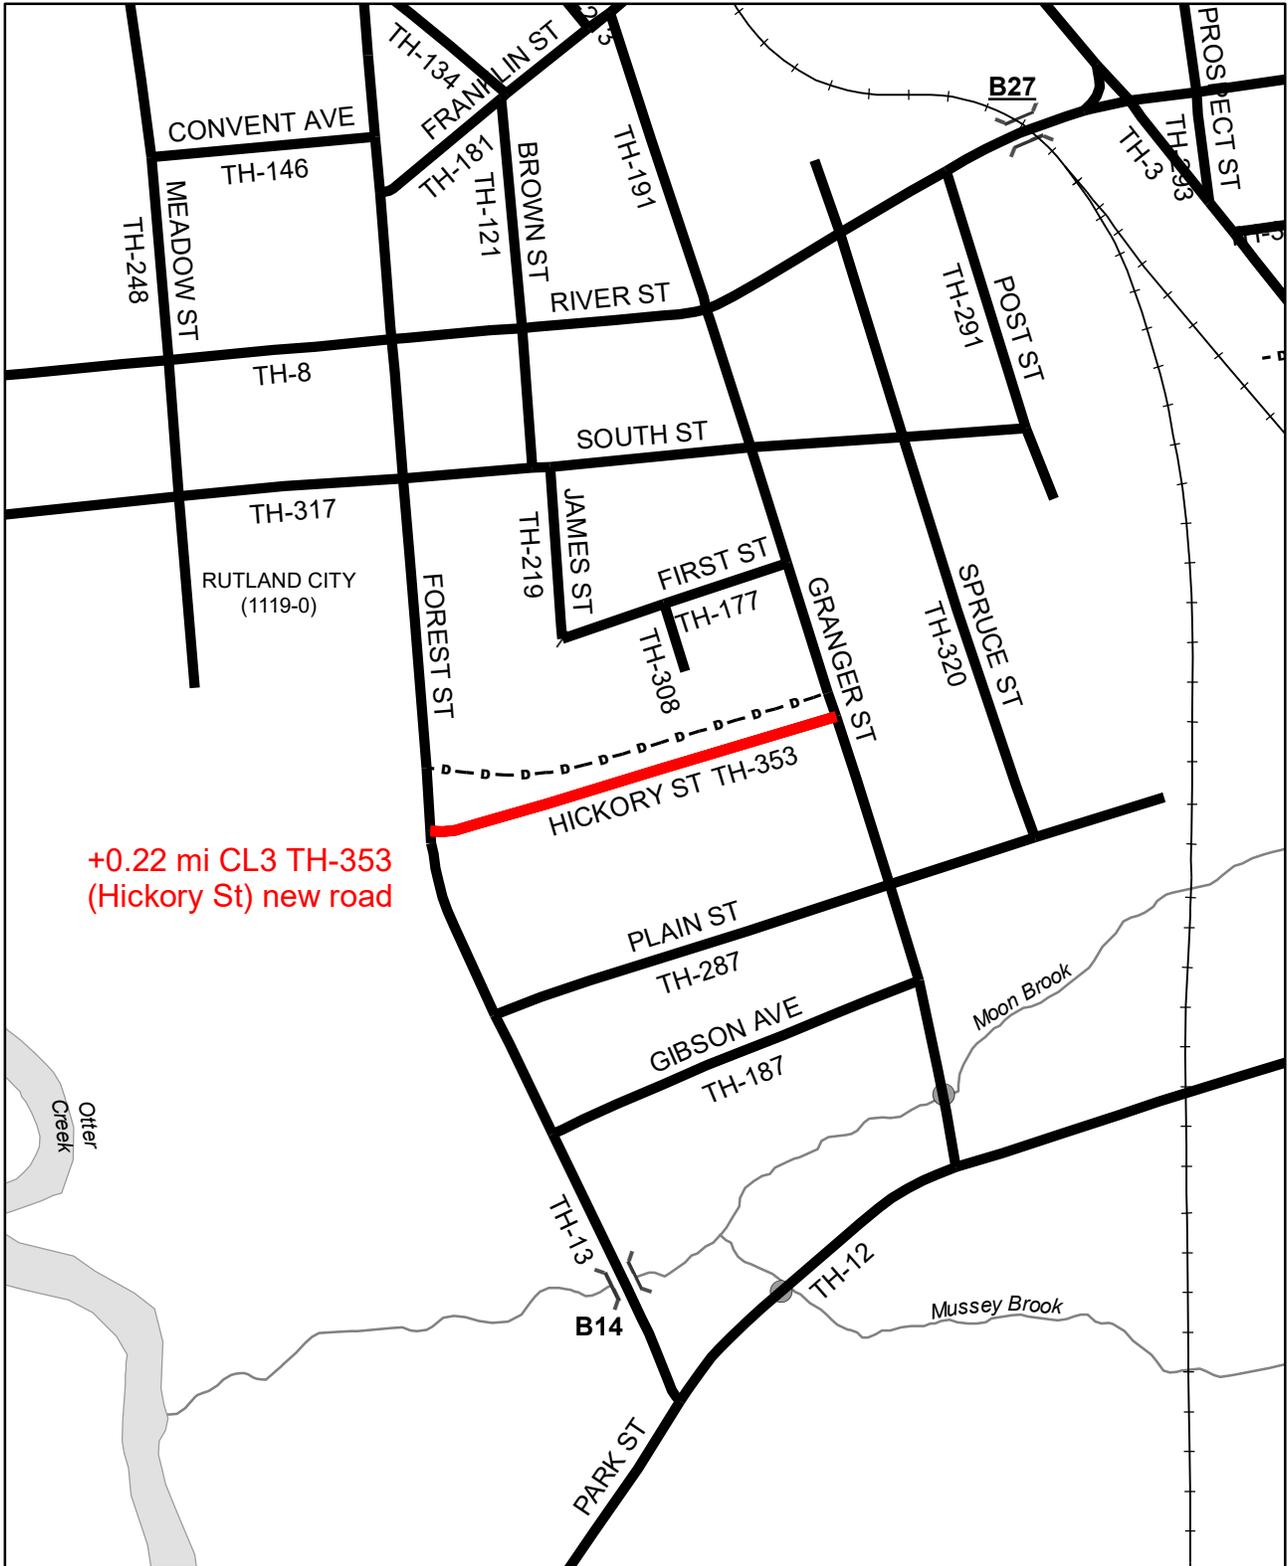 TH-134
FRANKLIN ST
B27
PROSPECT ST
CONVENT AVE
TH-146
TH-181
TH-121
BROWN ST
TH-191
TH-3
TH-293
MEADOW ST
TH-248
RIVER ST
TH-8
TH-291
POST ST
SOUTH ST
TH-317
JAMES ST
TH-219
FIRST ST
TH-177
TH-308
RUTLAND CITY
(1119-0)
FOREST ST
GRANGER ST
SPRUCE ST
TH-320
D D D D D D D D D D
HICKORY ST TH-353
+0.22 mi CL3 TH-353
(Hickory St) new road
PLAIN ST
TH-287
GIBSON AVE
TH-187
Moon Brook
Otter
Creek
TH-13
TH-12
B14
Mussey Brook
PARK ST